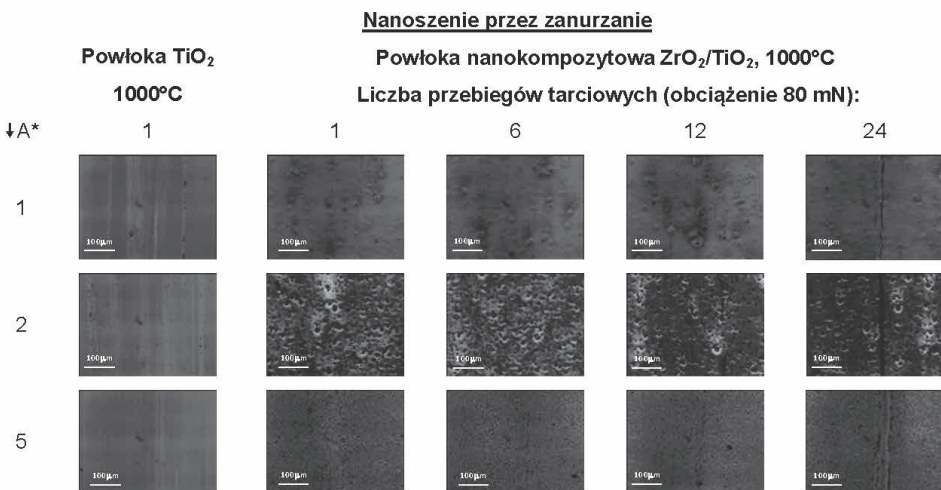 Nanoszenie przez zanurzanie
Powłoka TiO₂ Powłoka nanokompozytowa ZrO₂/TiO₂, 1000°C
1000°C Liczba przebiegów tarciowych (obciążenie 80 mN):
↓A* 1 1 6 12 24
1
100μm 100μm 100μm 100μm 100μm
2
100μm 100μm 100μm 100μm 100μm
5
100μm 100μm 100μm 100μm 100μm